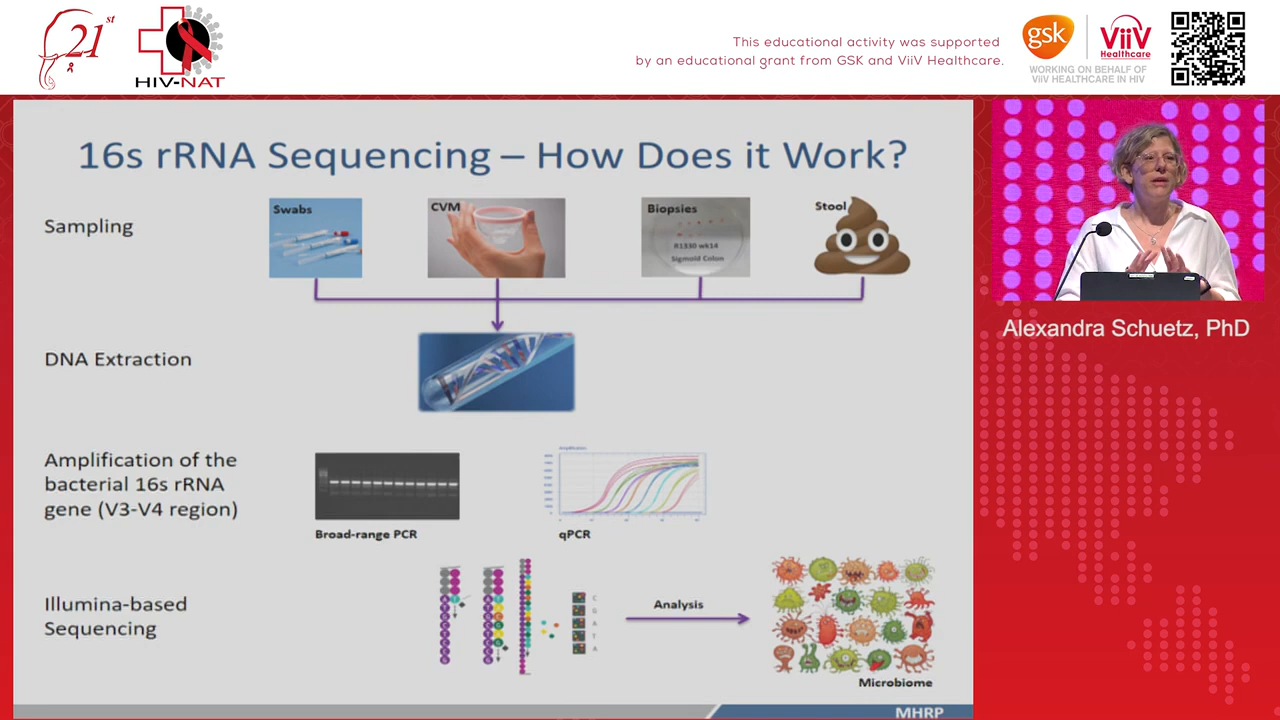 21st
HIV-NAT
This educational activity was supported
by an educational grant from GSK and ViiV Healthcare.
gsk
ViiV
Healthcare
WORKING ON BEHALF OF
ViiV HEALTHCARE IN HIV
16s rRNA Sequencing – How Does it Work?
Sampling
Swabs
CVM
Biopsies
R1330 wk14
Sigmoid Colon
Stool
Alexandra Schuetz, PhD
DNA Extraction
Amplification of the
bacterial 16s rRNA
gene (V3-V4 region)
Amplification
Broad-range PCR
qPCR
Illumina-based
Sequencing
C
G
A
T
A
Analysis
Microbiome
MHRP